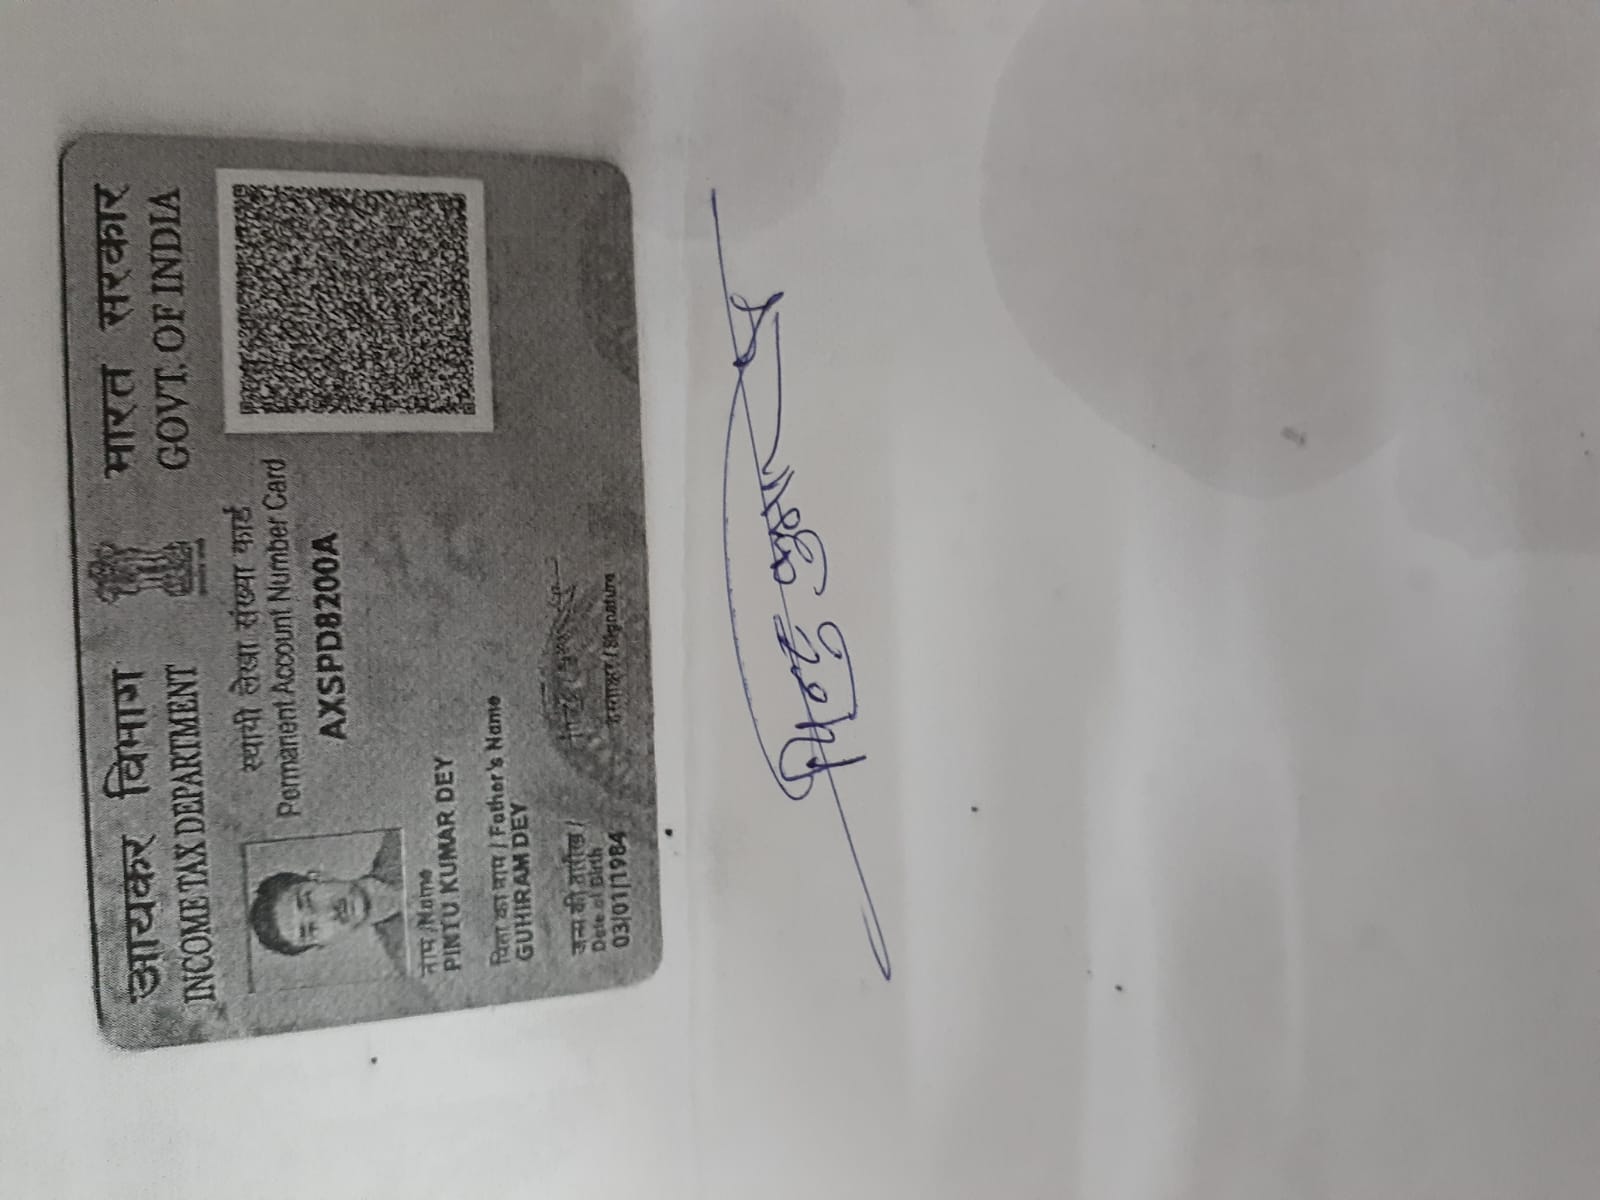 आयकर विभाग भारत सरकार
INCOME TAX DEPARTMENT GOVT. OF INDIA
स्थायी लेखा संख्या कार्ड
Permanent Account Number Card
AXSPD8200A
नाम / Name
PINTU KUMAR DEY
पिता का नाम / Father's Name
GUHIRAM DEY
जन्म की तारीख /
Date of Birth
03/01/1984
हस्ताक्षर / Signature